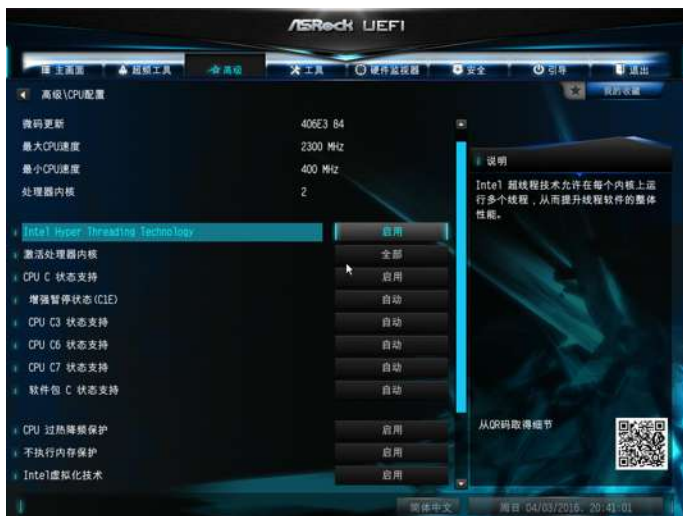 ASRock UEFI
主画面 超频工具 高级 工具 硬件监视器 安全 引导 退出
高级\CPU配置
我的收藏
微码更新 406E3 84
最大CPU速度 2300 MHz
最小CPU速度 400 MHz
处理器内核 2
Intel Hyper Threading Technology 启用
激活处理器内核 全部
CPU C 状态支持 启用
增强暂停状态(C1E) 自动
CPU C3 状态支持 自动
CPU C6 状态支持 自动
CPU C7 状态支持 自动
软件包 C 状态支持 自动
CPU 过热降频保护 启用
不执行内存保护 启用
Intel虚拟化技术 启用
说明
Intel 超线程技术允许在每个内核上运
行多个线程，从而提升线程软件的整体
性能。
从QR码取得细节
简体中文
周日 04/03/2016. 20:41:01